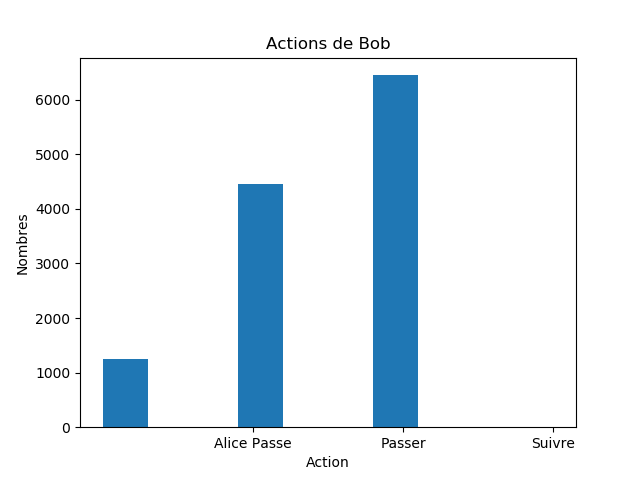 Actions de Bob
Nombres
6000
5000
4000
3000
2000
1000
0
Alice Passe
Passer
Suivre
Action